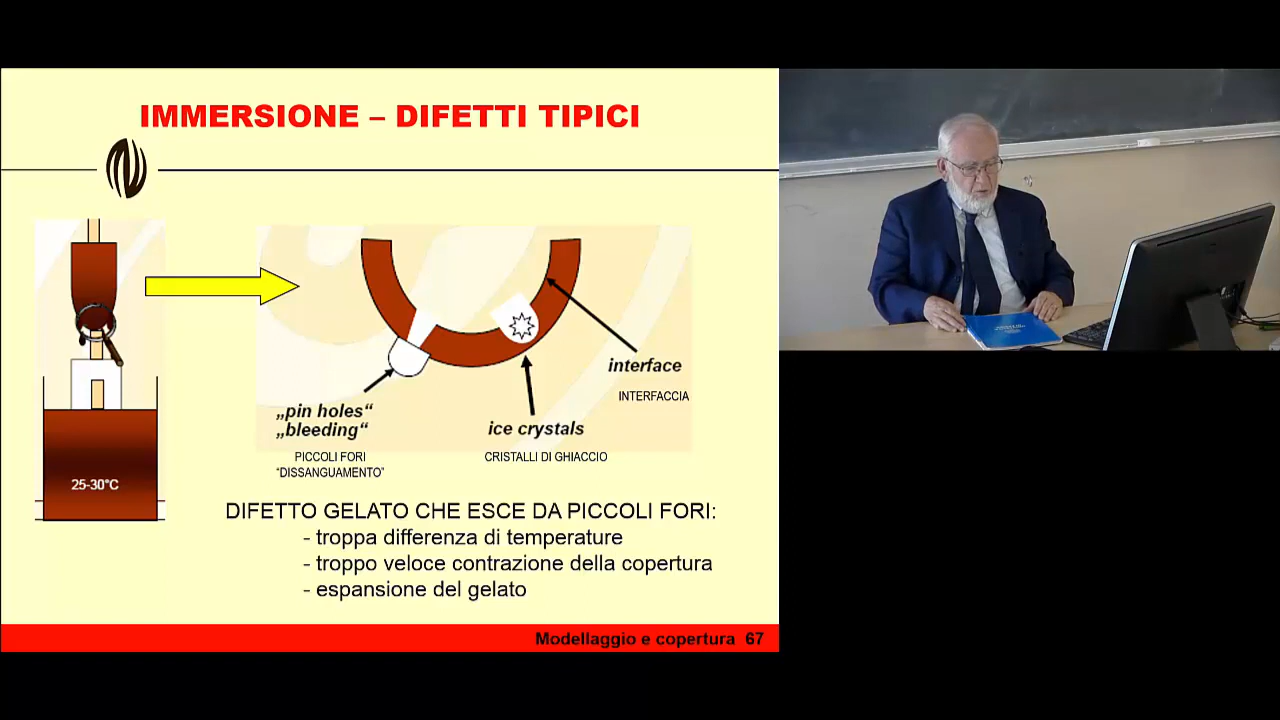 IMMERSIONE – DIFETTI TIPICI
25-30°C
interface
INTERFACCIA
„pin holes“
„bleeding“
ice crystals
PICCOLI FORI
“DISSANGUAMENTO”
CRISTALLI DI GHIACCIO
DIFETTO GELATO CHE ESCE DA PICCOLI FORI:
- troppa differenza di temperature
- troppo veloce contrazione della copertura
- espansione del gelato
Modellaggio e copertura 67